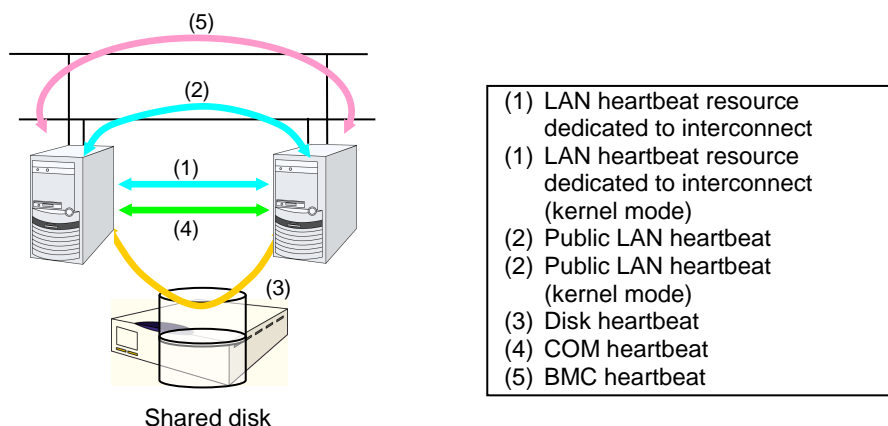 (5)
(2)
(1)
(4)
(3)
Shared disk
(1) LAN heartbeat resource
dedicated to interconnect
(1) LAN heartbeat resource
dedicated to interconnect
(kernel mode)
(2) Public LAN heartbeat
(2) Public LAN heartbeat
(kernel mode)
(3) Disk heartbeat
(4) COM heartbeat
(5) BMC heartbeat